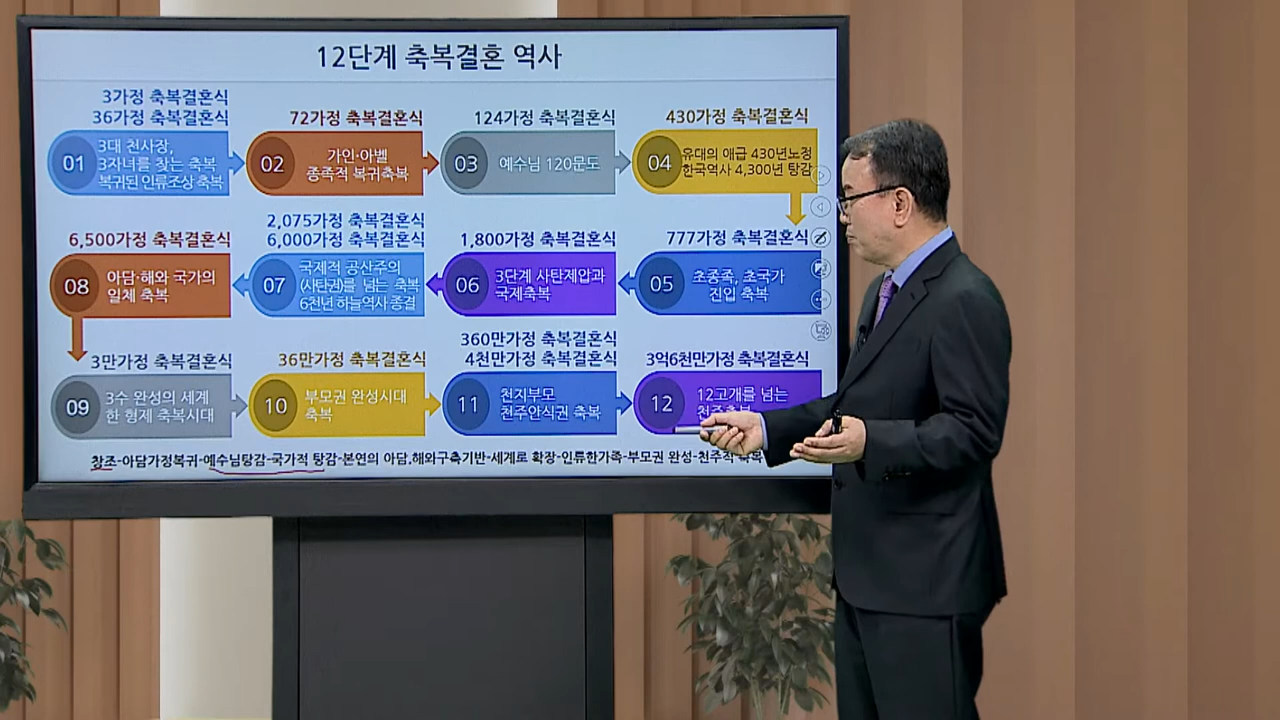 12단계 축복결혼 역사
3가정 축복결혼식
36가정 축복결혼식
01
3대 천사장,
3자녀를 찾는 축복
복귀된 인류조상 축복
72가정 축복결혼식
02
가인·아벨
종족적 복귀축복
124가정 축복결혼식
03
예수님 120문도
430가정 축복결혼식
04
유대의 애급 430년노정
한국역사 4,300년 탕감
777가정 축복결혼식
05
초종족, 초국가
전입 축복
1,800가정 축복결혼식
06
3단계 사탄제압과
국제축복
2,075가정 축복결혼식
6,000가정 축복결혼식
07
국제적 공산주의
(사탄권)를 넘는 축복
6천년 하늘역사 종결
6,500가정 축복결혼식
08
아담·해와 국가의
일체 축복
3만가정 축복결혼식
09
3수 완성의 세계
한 형제 축복시대
36만가정 축복결혼식
10
부모권 완성시대
축복
360만가정 축복결혼식
4천만가정 축복결혼식
11
천지부모
천주안식권 축복
3억6천만가정 축복결혼식
12
12고개를 넘는
천주축복
창조-아담가정복귀-예수님탕감-국가적 탕감-본연의 아담,해와구축기반-세계로 확장-인류한가족-부모권 완성-천주적 축복